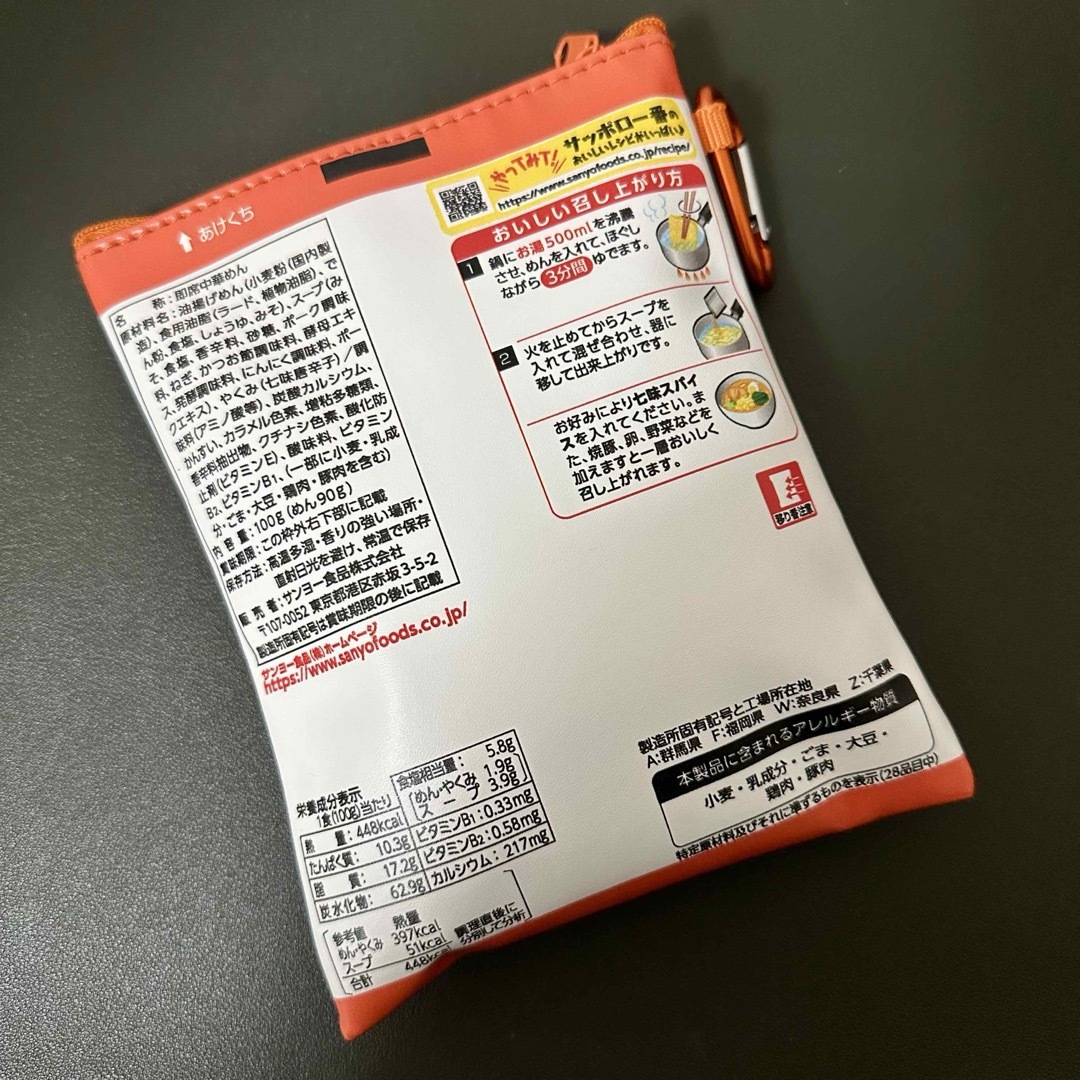 あけくち
名 称：即席中華めん
原材料名：油揚げめん（小麦粉（国内製
造）、食用油脂（ラード、植物油脂）、で
ん粉、食塩、しょうゆ、みそ）、スープ（み
そ、食塩、香辛料、砂糖、ポーク調味
料、ねぎ、かつお節調味料、酵母エキ
ス、発酵調味料、にんにく調味料、ポー
クエキス）、やくみ（七味唐辛子）／調
味料（アミノ酸等）、炭酸カルシウム、
かんすい、カラメル色素、増粘多糖類、
香辛料抽出物、クチナシ色素、酸化防
止剤（ビタミンE）、酸味料、ビタミン
B2、ビタミンB1、（一部に小麦・乳成
分・ごま・大豆・鶏肉・豚肉を含む）
内 容 量：100g（めん90g）
賞味期限：この枠外右下部に記載
保存方法：高温多湿・香りの強い場所・
直射日光を避け、常温で保存
販 売 者：サンヨー食品株式会社
〒107-0052 東京都港区赤坂3-5-2
製造所固有記号は賞味期限の後に記載
サンヨー食品(株)ホームページ
https://www.sanyofoods.co.jp/
やってみて!
サッポロ一番の
おいしいレシピがいっぱい♪
https://www.sanyofoods.co.jp/recipe/
おいしい召し上がり方
1 鍋にお湯500mlを沸騰
させ、めんを入れて、ほぐし
ながら3分間ゆでます。
2 火を止めてからスープを
入れて混ぜ合わせ、器に
移して出来上がりです。
お好みにより七味スパイ
スを入れてください。ま
た、焼豚、卵、野菜などを
加えますと一層おいしく
召し上がれます。
移り香注意
栄養成分表示
1食(100g)当たり
熱 量：448kcal
たんぱく質： 10.3g
脂 質： 17.2g
炭水化物： 62.9g
食塩相当量： 5.8g
めん・やくみ 1.9g
スープ 3.9g
ビタミンB1：0.33mg
ビタミンB2：0.58mg
カルシウム：217mg
参考値 熱量
めん・やくみ 397kcal
スープ 51kcal
合計 448kcal
調理直後に
分別して分析
製造所固有記号と工場所在地
A:群馬県 F:福岡県 W:奈良県 Z:千葉県
本製品に含まれるアレルギー物質
小麦・乳成分・ごま・大豆・
鶏肉・豚肉
特定原材料及びそれに準ずるものを表示（28品目中）